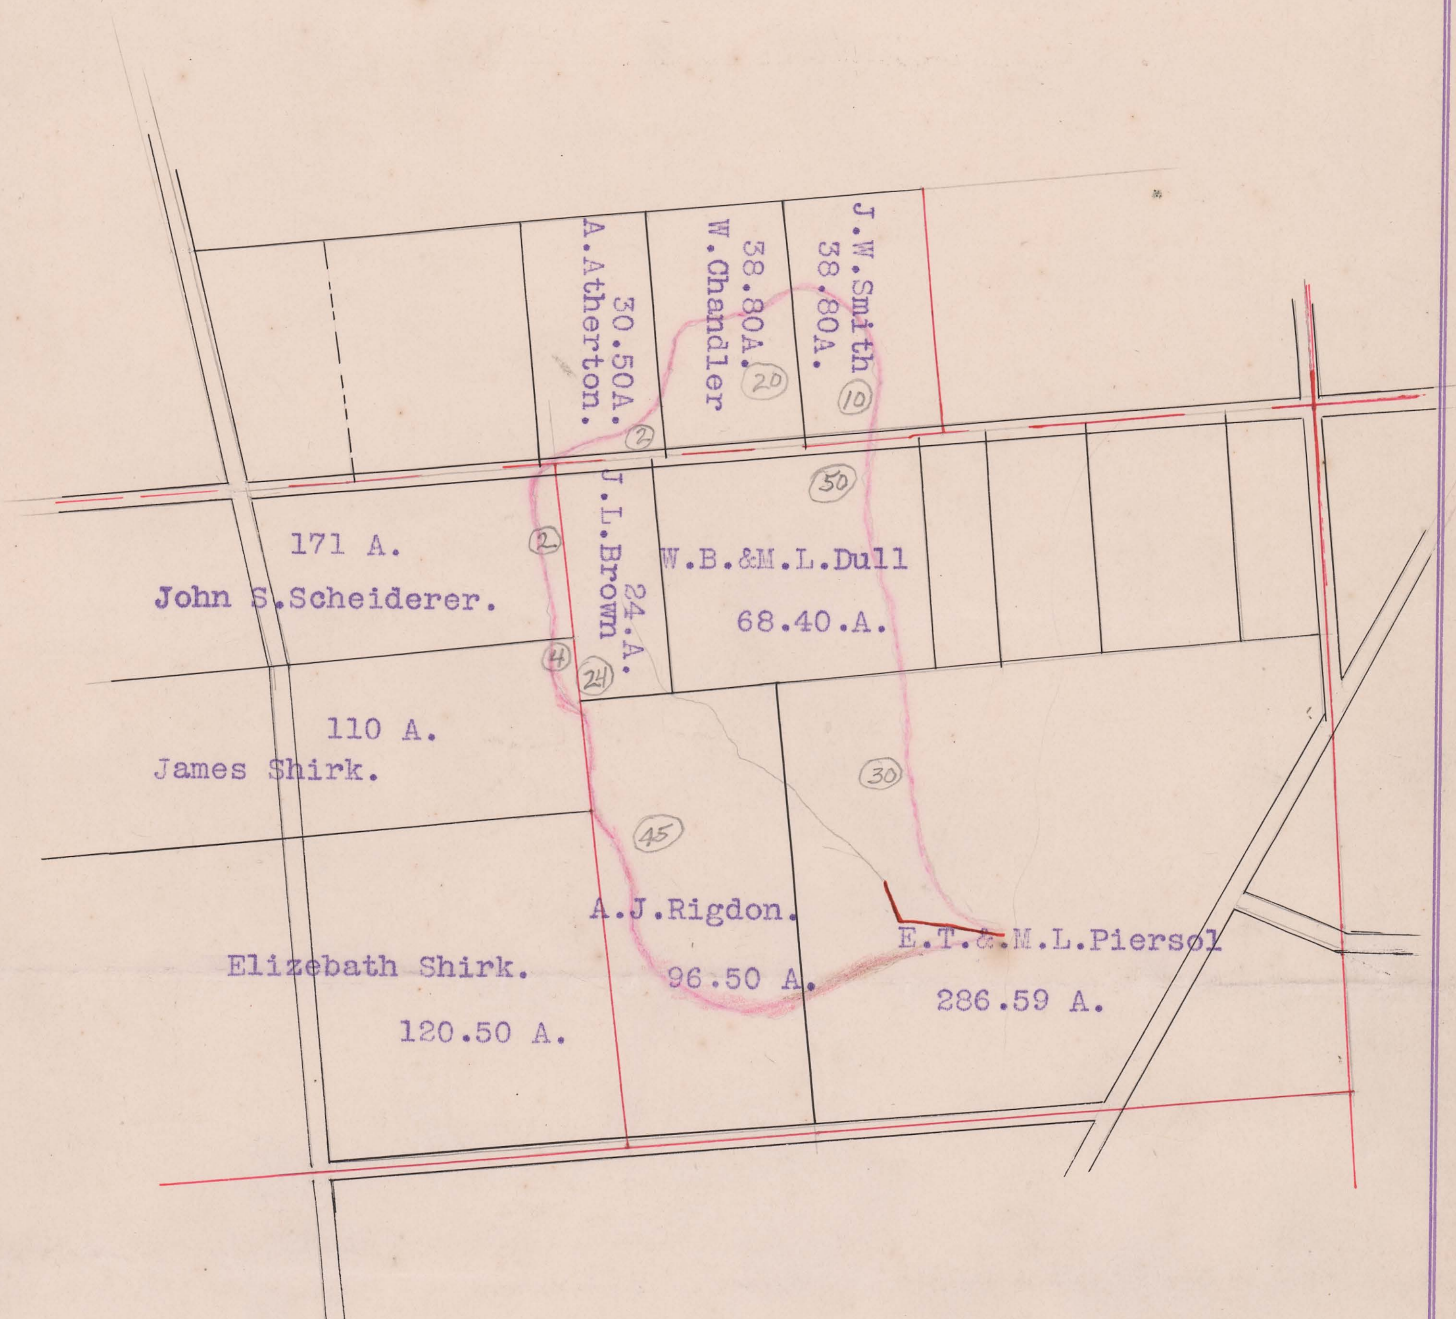 J.W.Smith
38.80A.
38.80A.
W.Chandler
30.50A.
A.Atherton.
20
10
2
50
171 A.
John S.Scheiderer.
2
J.L.Brown
24.A.
W.B.&M.L.Dull
68.40.A.
4
24
110 A.
James Shirk.
30
45
A.J.Rigdon.
96.50 A.
E.T.&.M.L.Piersol
286.59 A.
Elizebath Shirk.
120.50 A.